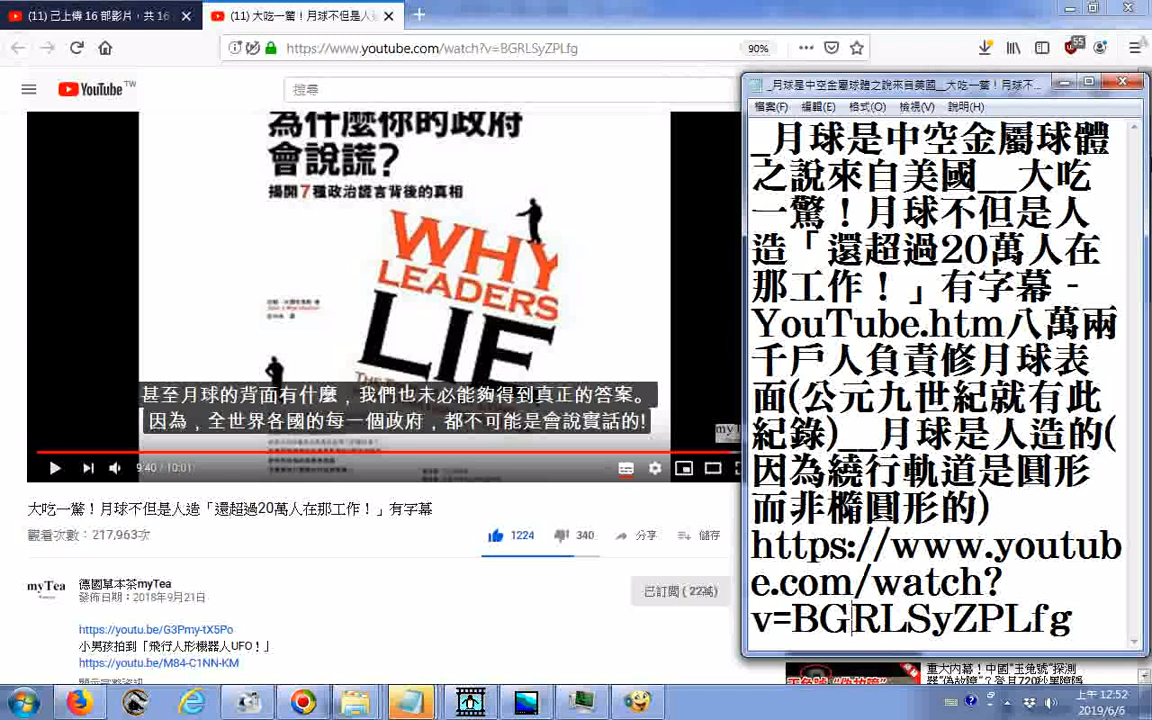 (11) 己上傳 16 部影片，共 16
(11) 大吃一驚！月球不但是人造
https://www.youtube.com/watch?v=BGRLSyZPLfg
90%
55
YouTube TW
搜尋
為什麼你的政府
會說謊?
揭開7種政治謊言背後的真相
WHY
LEADERS
LIE
甚至月球的背面有什麼，我們也未必能夠得到真正的答案。
因為，全世界各國的每一個政府，都不可能是會說實話的!
9:40 / 10:01
大吃一驚！月球不但是人造「還超過20萬人在那工作！」有字幕
觀看次數：217,963次
1224
340
分享
儲存
myTea
德國草本茶myTea
發佈日期：2018年9月21日
已訂閱 (22萬)
https://youtu.be/G3Pmy-tX5Po
小男孩拍到「飛行人形機器人UFO！」
https://youtu.be/M84-C1NN-KM
_月球是中空金屬球體之說來自美國__大吃一驚！月球不...
檔案(F) 編輯(E) 格式(O) 檢視(V) 說明(H)
_月球是中空金屬球體
之說來自美國__大吃
一驚！月球不但是人
造「還超過20萬人在
那工作！」有字幕 -
YouTube.htm八萬兩
千戶人負責修月球表
面(公元九世紀就有此
紀錄)__月球是人造的(
因為繞行軌道是圓形
而非橢圓形的)
https://www.youtub
e.com/watch?
v=BGRLSyZPLfg
重大內幕！中國"玉兔號"探測
上午 12:52
2019/6/6